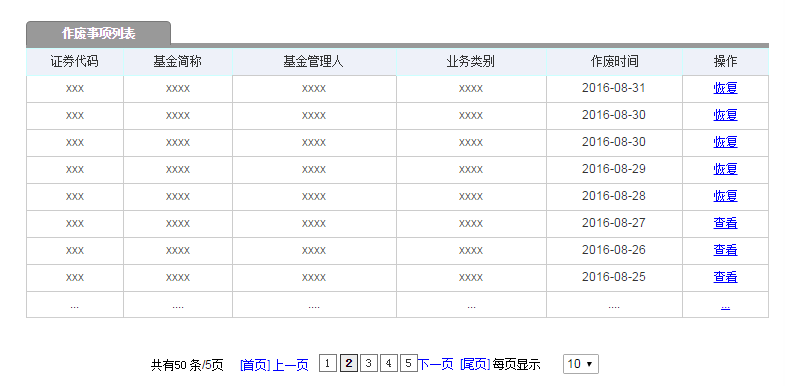 作废事项列表
证券代码 基金简称 基金管理人 业务类别 作废时间 操作
xxx xxxx xxxx xxxx 2016-08-31 恢复
xxx xxxx xxxx xxxx 2016-08-30 恢复
xxx xxxx xxxx xxxx 2016-08-30 恢复
xxx xxxx xxxx xxxx 2016-08-29 恢复
xxx xxxx xxxx xxxx 2016-08-28 恢复
xxx xxxx xxxx xxxx 2016-08-27 查看
xxx xxxx xxxx xxxx 2016-08-26 查看
xxx xxxx xxxx xxxx 2016-08-25 查看
... .... .... ... .... ...
共有50 条/5页 [首页] 上一页 1 2 3 4 5 下一页 [尾页] 每页显示 10